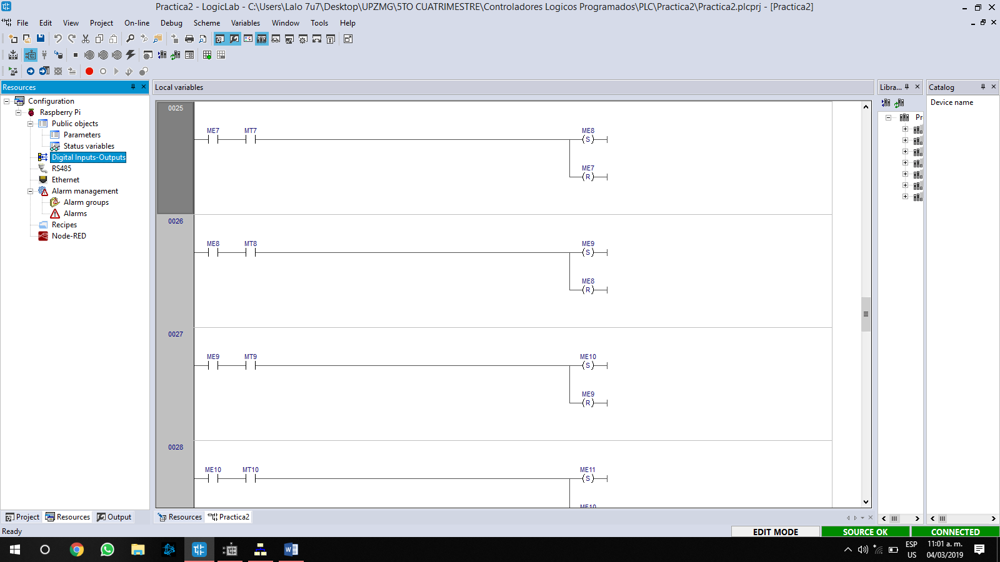 Practica2 - LogicLab - C:\Users\Lalo 7u7\Desktop\UPZMG\5TO CUATRIMESTRE\Controladores Logicos Programados\PLC\Practica2\Practica2.plcprj - [Practica2]
File Edit View Project On-line Debug Scheme Variables Window Tools Help
Resources
Configuration
Raspberry Pi
Public objects
Parameters
Status variables
Digital Inputs-Outputs
RS485
Ethernet
Alarm management
Alarm groups
Alarms
Recipes
Node-RED
Project Resources Output
Local variables
0025
ME7 MT7 ME8
(S)
ME7
(R)
0026
ME8 MT8 ME9
(S)
ME8
(R)
0027
ME9 MT9 ME10
(S)
ME9
(R)
0028
ME10 MT10 ME11
(S)
ME10
Resources Practica2
Libra...
Pr
Catalog
Device name
Ready
EDIT MODE SOURCE OK CONNECTED
ESP
US
11:01 a. m.
04/03/2019